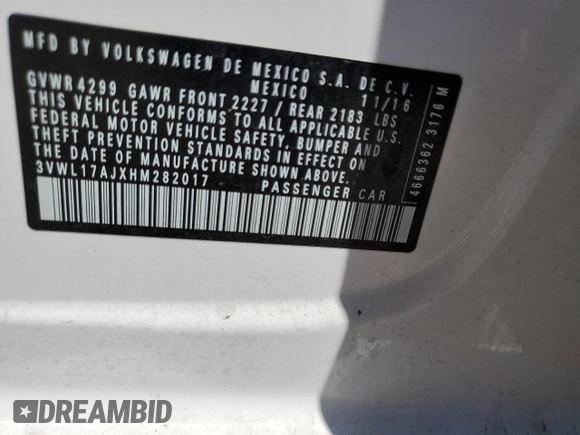 MFD BY VOLKSWAGEN DE MEXICO S.A. DE C.V.
MEXICO 11/16
GVWR 4299 GAWR FRONT 2227 / REAR 2183 LBS
THIS VEHICLE CONFORMS TO ALL APPLICABLE U.S.
FEDERAL MOTOR VEHICLE SAFETY, BUMPER AND
THEFT PREVENTION STANDARDS IN EFFECT ON
THE DATE OF MANUFACTURE SHOWN ABOVE.
3VWL17AJXHM282017 PASSENGER CAR
4666362 3176 M
DREAMBID